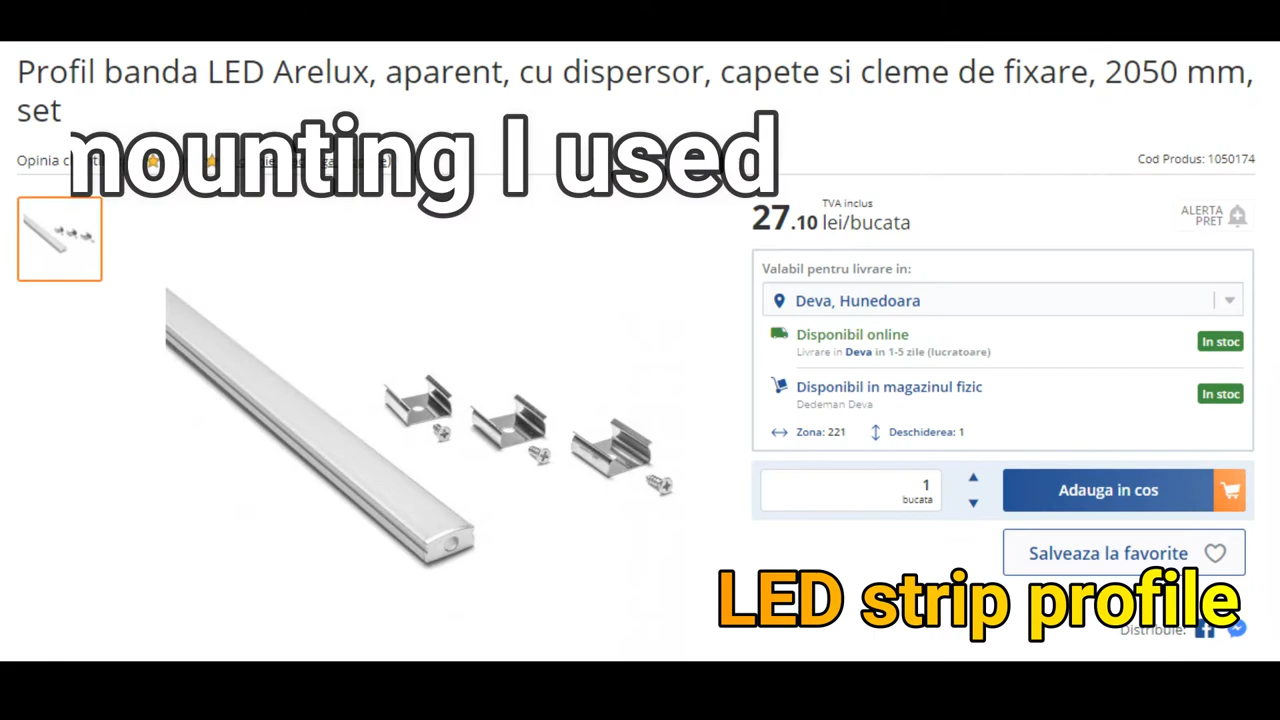 Profil banda LED Arelux, aparent, cu dispersor, capete si cleme de fixare, 2050 mm,
set
mounting I used
Cod Produs: 1050174
27.10 lei/bucata
TVA inclus
ALERTA
PRET
Valabil pentru livrare in:
Deva, Hunedoara
Disponibil online
In stoc
Livrare in Deva in 1-5 zile (lucratoare)
Disponibil in magazinul fizic
In stoc
Dedeman Deva
Zona: 221
Deschiderea: 1
1
bucata
Adauga in cos
Salveaza la favorite
LED strip profile
Distribuie: